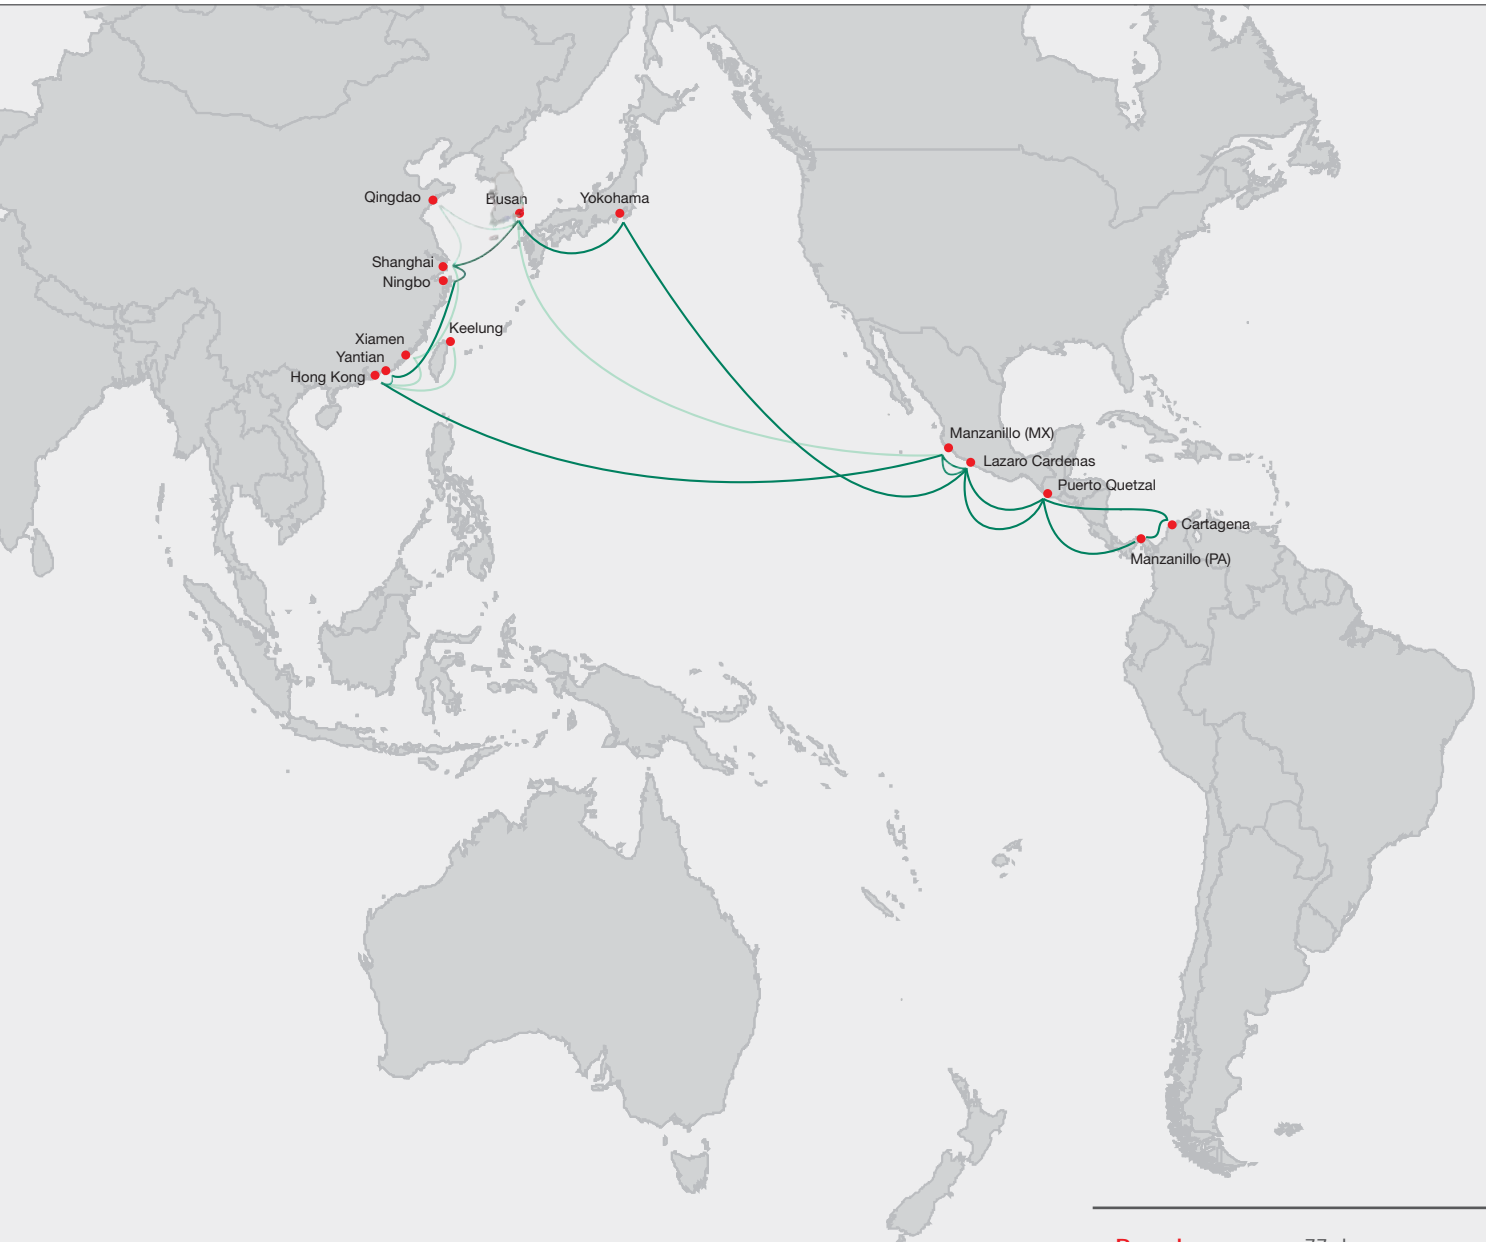 Qingdao
Busan
Yokohama
Shanghai
Ningbo
Keelung
Xiamen
Yantian
Hong Kong
Manzanillo (MX)
Lazaro Cardenas
Puerto Quetzal
Cartagena
Manzanillo (PA)